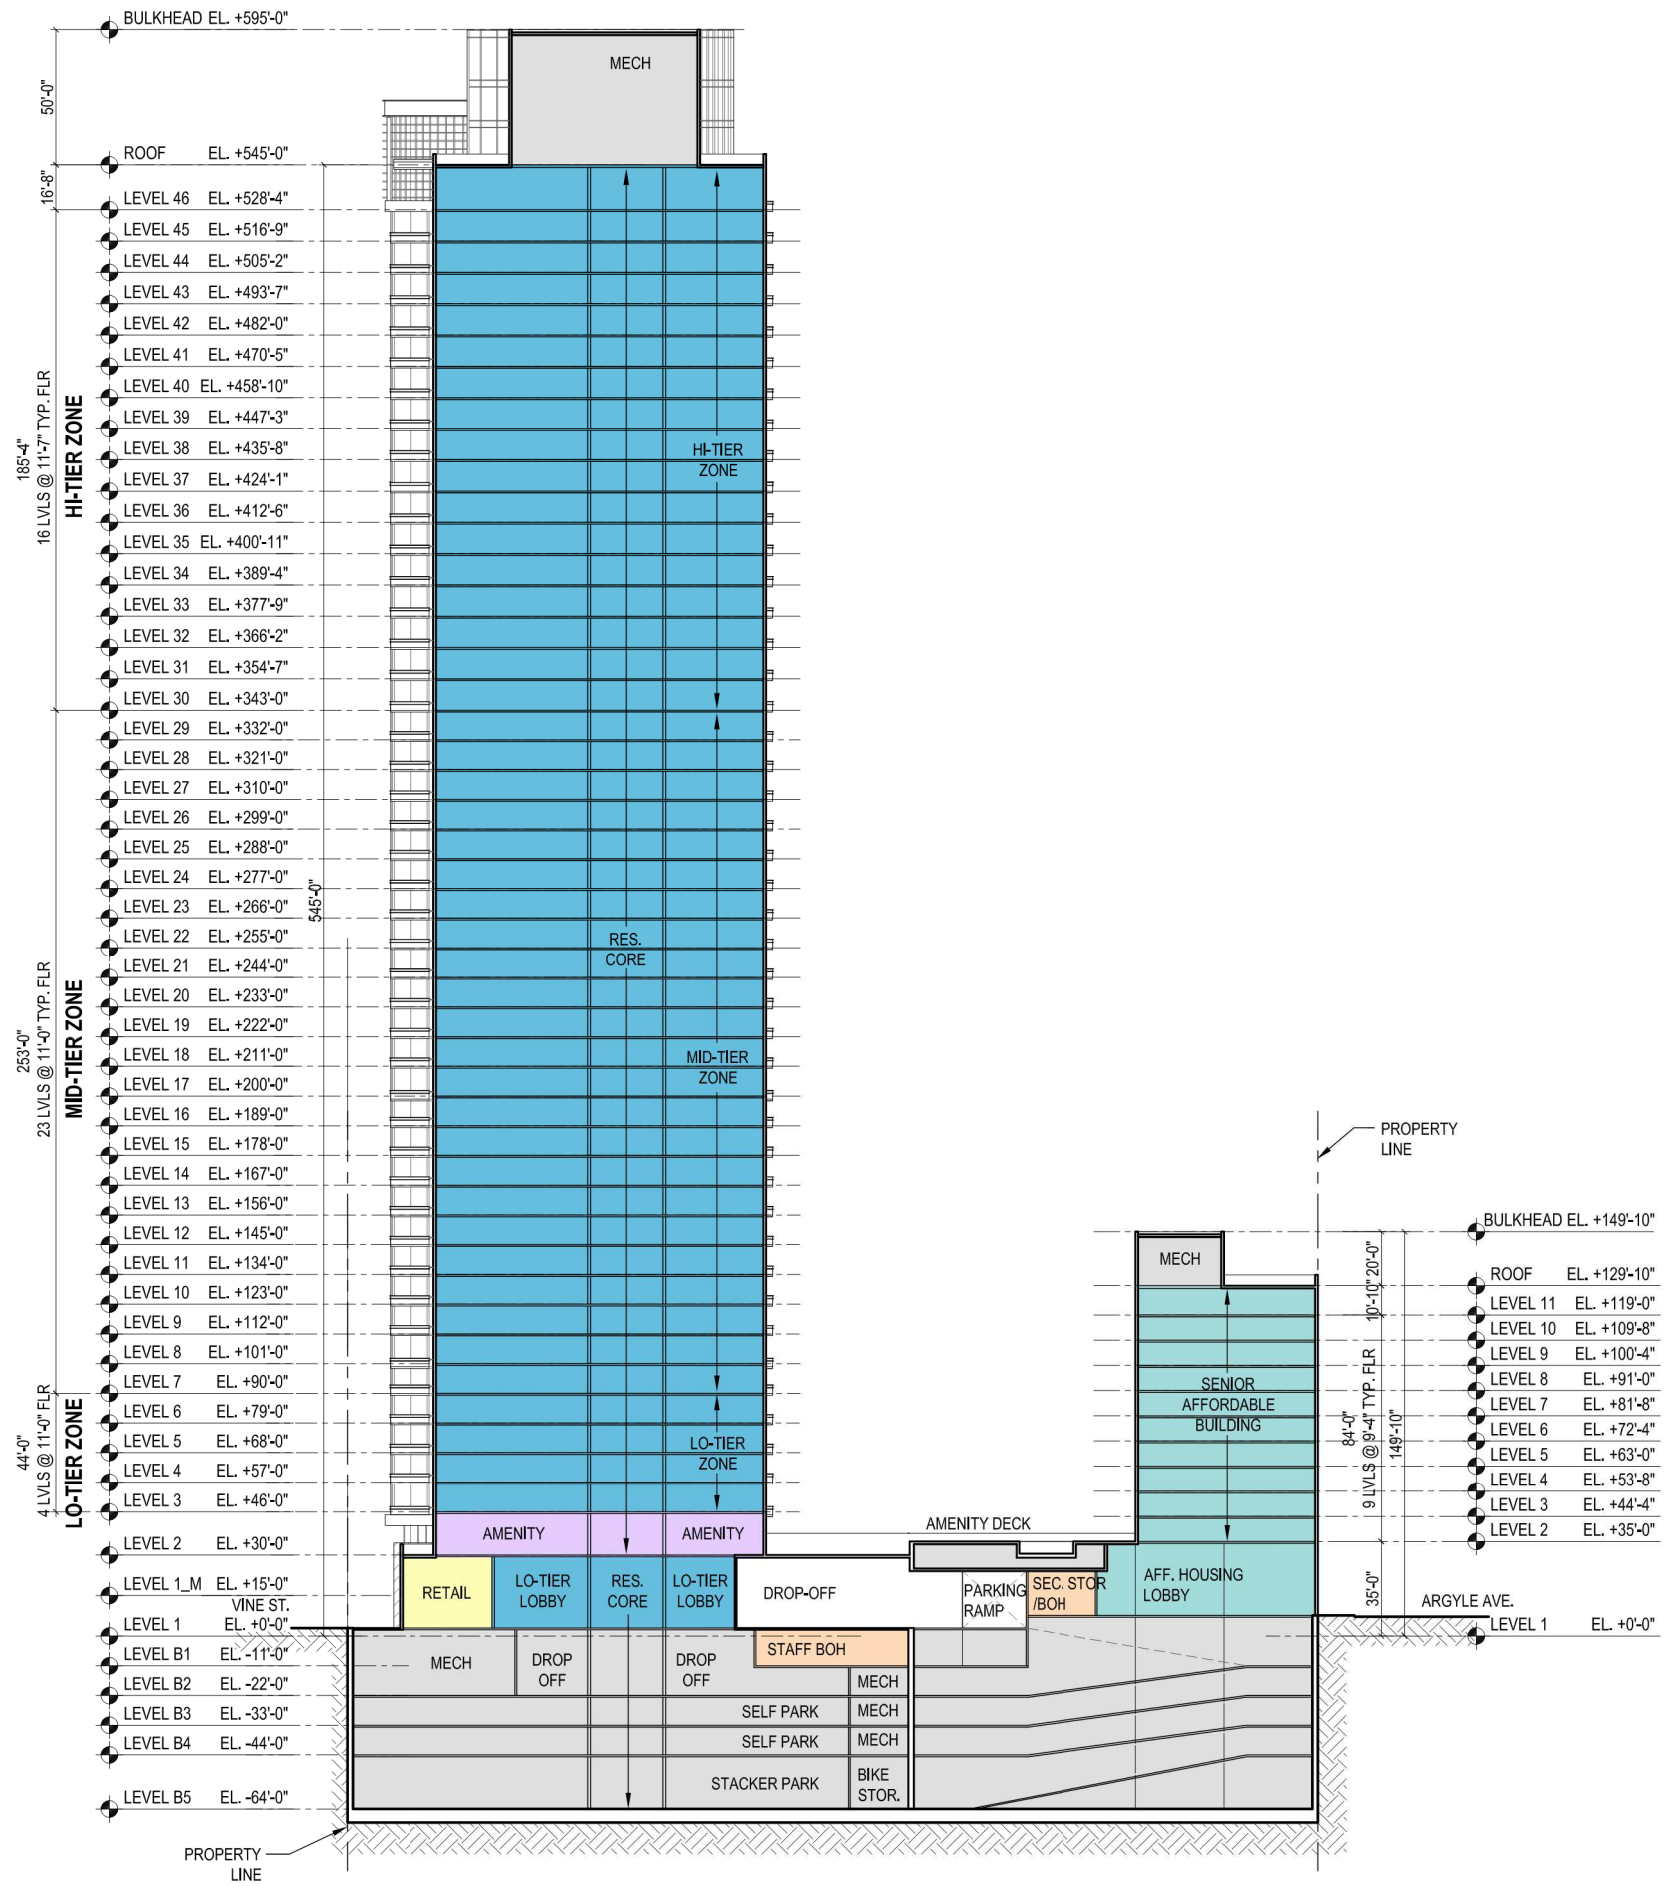 BULKHEAD EL. +595'-0"
ROOF EL. +545'-0"
LEVEL 46 EL. +528'-4"
LEVEL 45 EL. +516'-9"
LEVEL 44 EL. +505'-2"
LEVEL 43 EL. +493'-7"
LEVEL 42 EL. +482'-0"
LEVEL 41 EL. +470'-5"
LEVEL 40 EL. +458'-10"
LEVEL 39 EL. +447'-3"
LEVEL 38 EL. +435'-8"
LEVEL 37 EL. +424'-1"
LEVEL 36 EL. +412'-6"
LEVEL 35 EL. +400'-11"
LEVEL 34 EL. +389'-4"
LEVEL 33 EL. +377'-9"
LEVEL 32 EL. +366'-2"
LEVEL 31 EL. +354'-7"
LEVEL 30 EL. +343'-0"
LEVEL 29 EL. +332'-0"
LEVEL 28 EL. +321'-0"
LEVEL 27 EL. +310'-0"
LEVEL 26 EL. +299'-0"
LEVEL 25 EL. +288'-0"
LEVEL 24 EL. +277'-0"
LEVEL 23 EL. +266'-0"
LEVEL 22 EL. +255'-0"
LEVEL 21 EL. +244'-0"
LEVEL 20 EL. +233'-0"
LEVEL 19 EL. +222'-0"
LEVEL 18 EL. +211'-0"
LEVEL 17 EL. +200'-0"
LEVEL 16 EL. +189'-0"
LEVEL 15 EL. +178'-0"
LEVEL 14 EL. +167'-0"
LEVEL 13 EL. +156'-0"
LEVEL 12 EL. +145'-0"
LEVEL 11 EL. +134'-0"
LEVEL 10 EL. +123'-0"
LEVEL 9 EL. +112'-0"
LEVEL 8 EL. +101'-0"
LEVEL 7 EL. +90'-0"
LEVEL 6 EL. +79'-0"
LEVEL 5 EL. +68'-0"
LEVEL 4 EL. +57'-0"
LEVEL 3 EL. +46'-0"
LEVEL 2 EL. +30'-0"
LEVEL 1_M EL. +15'-0"
VINE ST.
LEVEL 1 EL. +0'-0"
LEVEL B1 EL. -11'-0"
LEVEL B2 EL. -22'-0"
LEVEL B3 EL. -33'-0"
LEVEL B4 EL. -44'-0"
LEVEL B5 EL. -64'-0"
PROPERTY
LINE
50'-0"
16'-8"
185'-4"
16 LVLS @ 11'-7" TYP. FLR
HI-TIER ZONE
253'-0"
23 LVLS @ 11'-0" TYP. FLR
MID-TIER ZONE
44'-0"
4 LVLS @ 11'-0" FLR
LO-TIER ZONE
545'-0"
MECH
HI-TIER
ZONE
RES.
CORE
MID-TIER
ZONE
LO-TIER
ZONE
AMENITY
AMENITY
RETAIL
LO-TIER
LOBBY
RES.
CORE
LO-TIER
LOBBY
DROP-OFF
AMENITY DECK
PARKING
RAMP
SEC. STOR
/BOH
AFF. HOUSING
LOBBY
MECH
DROP
OFF
DROP
OFF
STAFF BOH
MECH
SELF PARK
MECH
SELF PARK
MECH
STACKER PARK
BIKE
STOR.
MECH
SENIOR
AFFORDABLE
BUILDING
PROPERTY
LINE
20'-0"
10'-10"
84'-0"
9 LVLS @ 9'-4" TYP. FLR
149'-10"
35'-0"
BULKHEAD EL. +149'-10"
ROOF EL. +129'-10"
LEVEL 11 EL. +119'-0"
LEVEL 10 EL. +109'-8"
LEVEL 9 EL. +100'-4"
LEVEL 8 EL. +91'-0"
LEVEL 7 EL. +81'-8"
LEVEL 6 EL. +72'-4"
LEVEL 5 EL. +63'-0"
LEVEL 4 EL. +53'-8"
LEVEL 3 EL. +44'-4"
LEVEL 2 EL. +35'-0"
ARGYLE AVE.
LEVEL 1 EL. +0'-0"